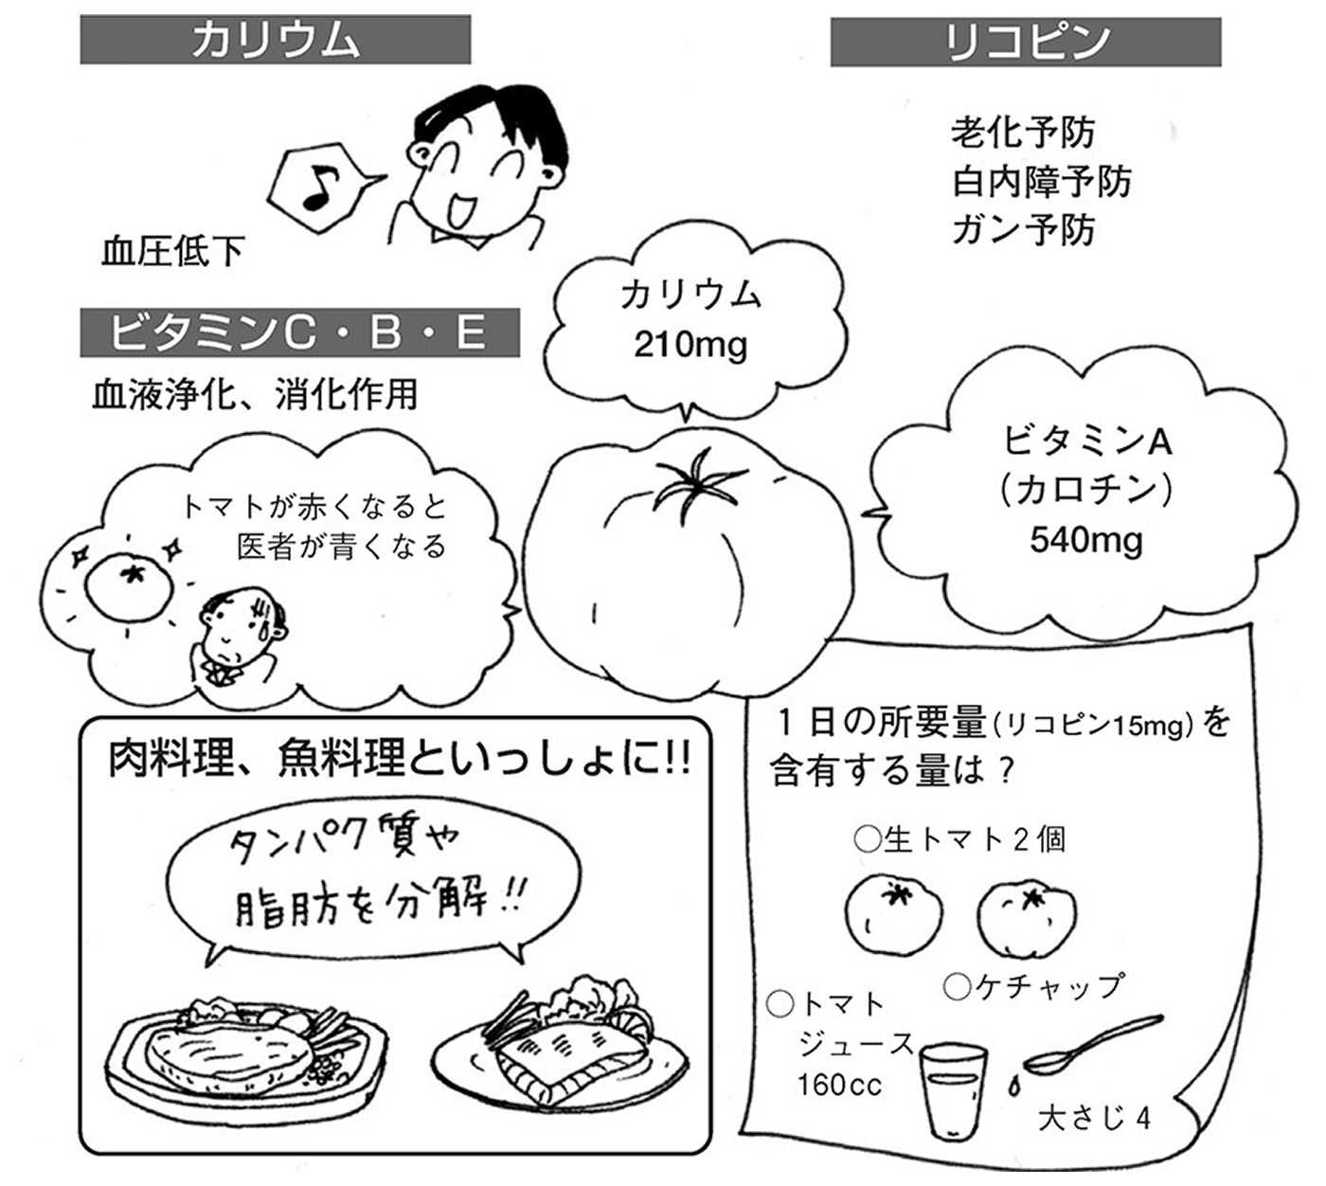 カリウム
血圧低下
リコピン
老化予防
白内障予防
ガン予防
ビタミンC・B・E
血液浄化、消化作用
カリウム
210mg
ビタミンA
（カロチン）
540mg
トマトが赤くなると
医者が青くなる
肉料理、魚料理といっしょに!!
タンパク質や
脂肪を分解!!
1日の所要量（リコピン15mg）を
含有する量は？
○生トマト2個
○ケチャップ
大さじ4
○トマト
ジュース
160cc